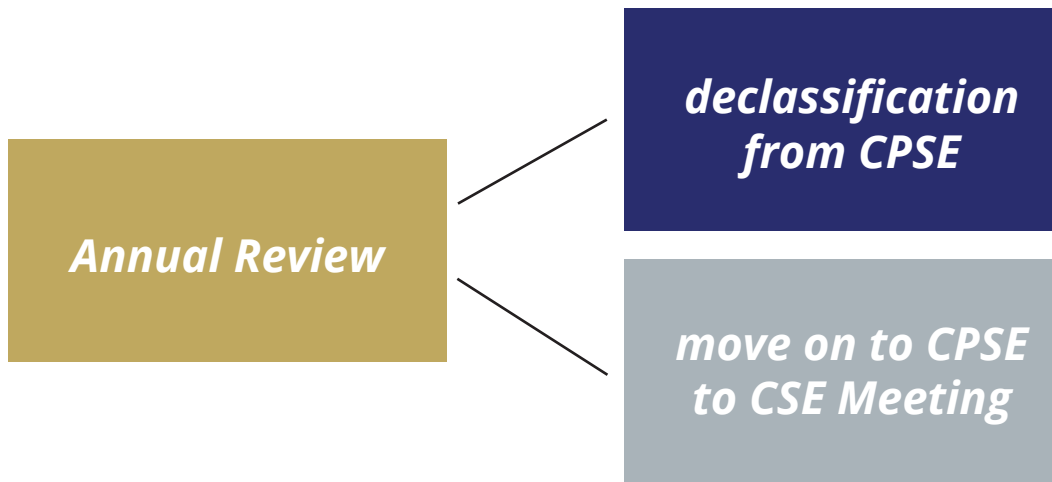 Annual Review
declassification
from CPSE
move on to CPSE
to CSE Meeting